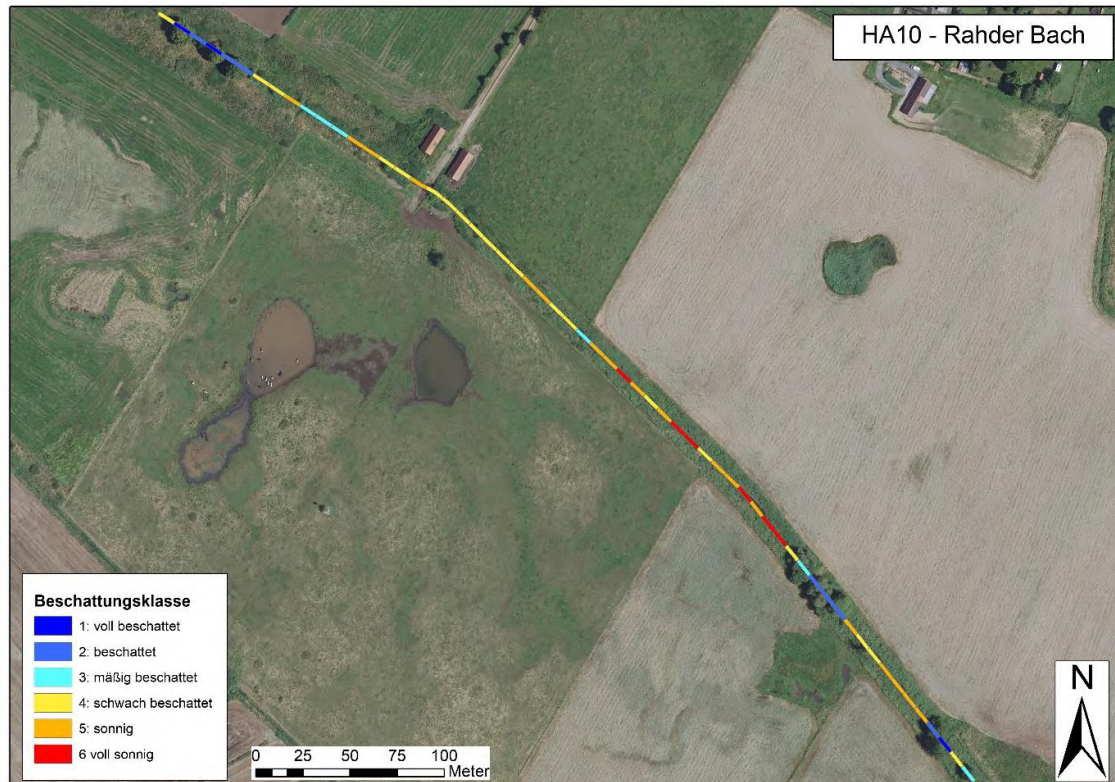 HA10 - Rahder Bach
Beschattungsklasse
1: voll beschattet
2: beschattet
3: mäßig beschattet
4: schwach beschattet
5: sonnig
6 voll sonnig
0 25 50 75 100
Meter
N